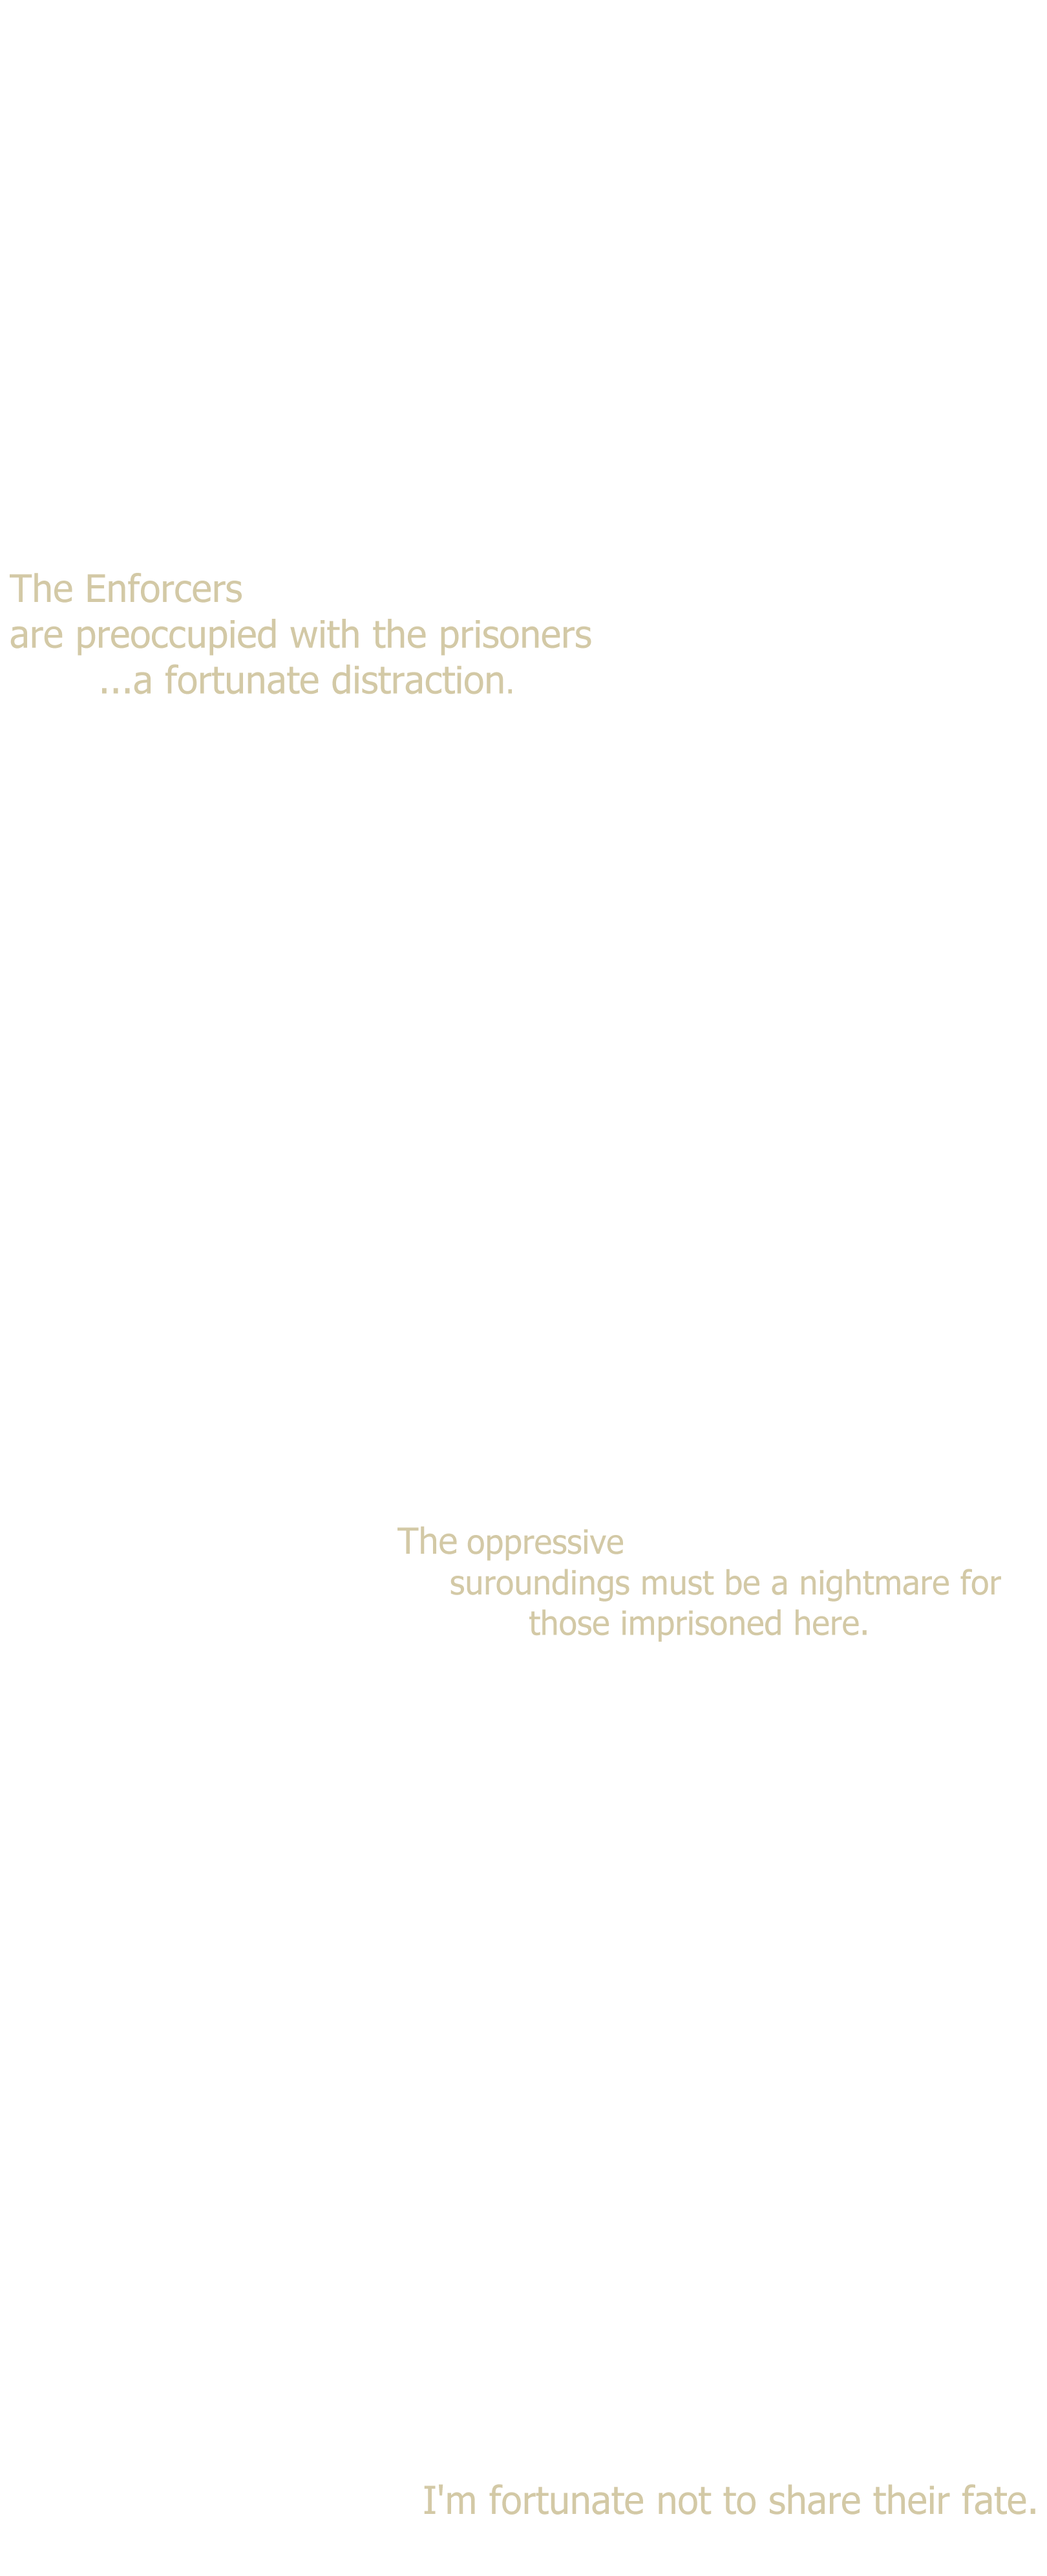 The Enforcers
are preoccupied with the prisoners
...a fortunate distraction.
The oppressive
suroundings must be a nightmare for
those imprisoned here.
I'm fortunate not to share their fate.